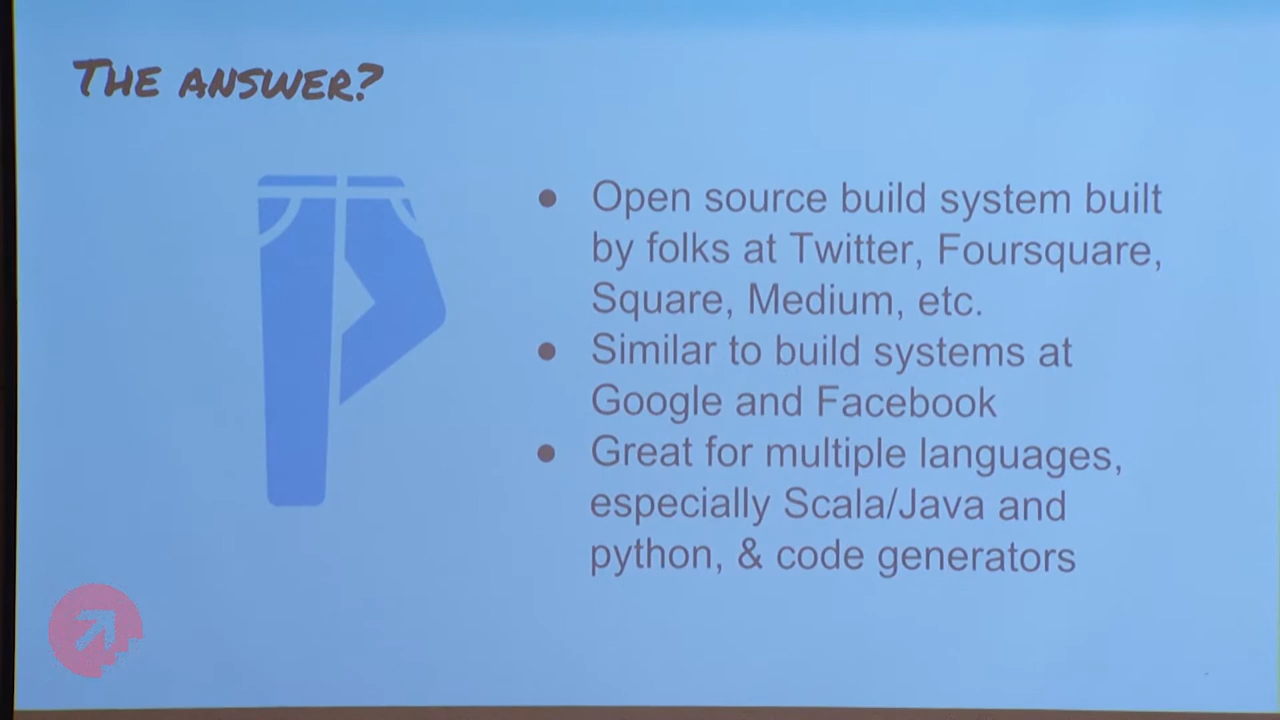 THE ANSWER?
● Open source build system built
by folks at Twitter, Foursquare,
Square, Medium, etc.
● Similar to build systems at
Google and Facebook
● Great for multiple languages,
especially Scala/Java and
python, & code generators